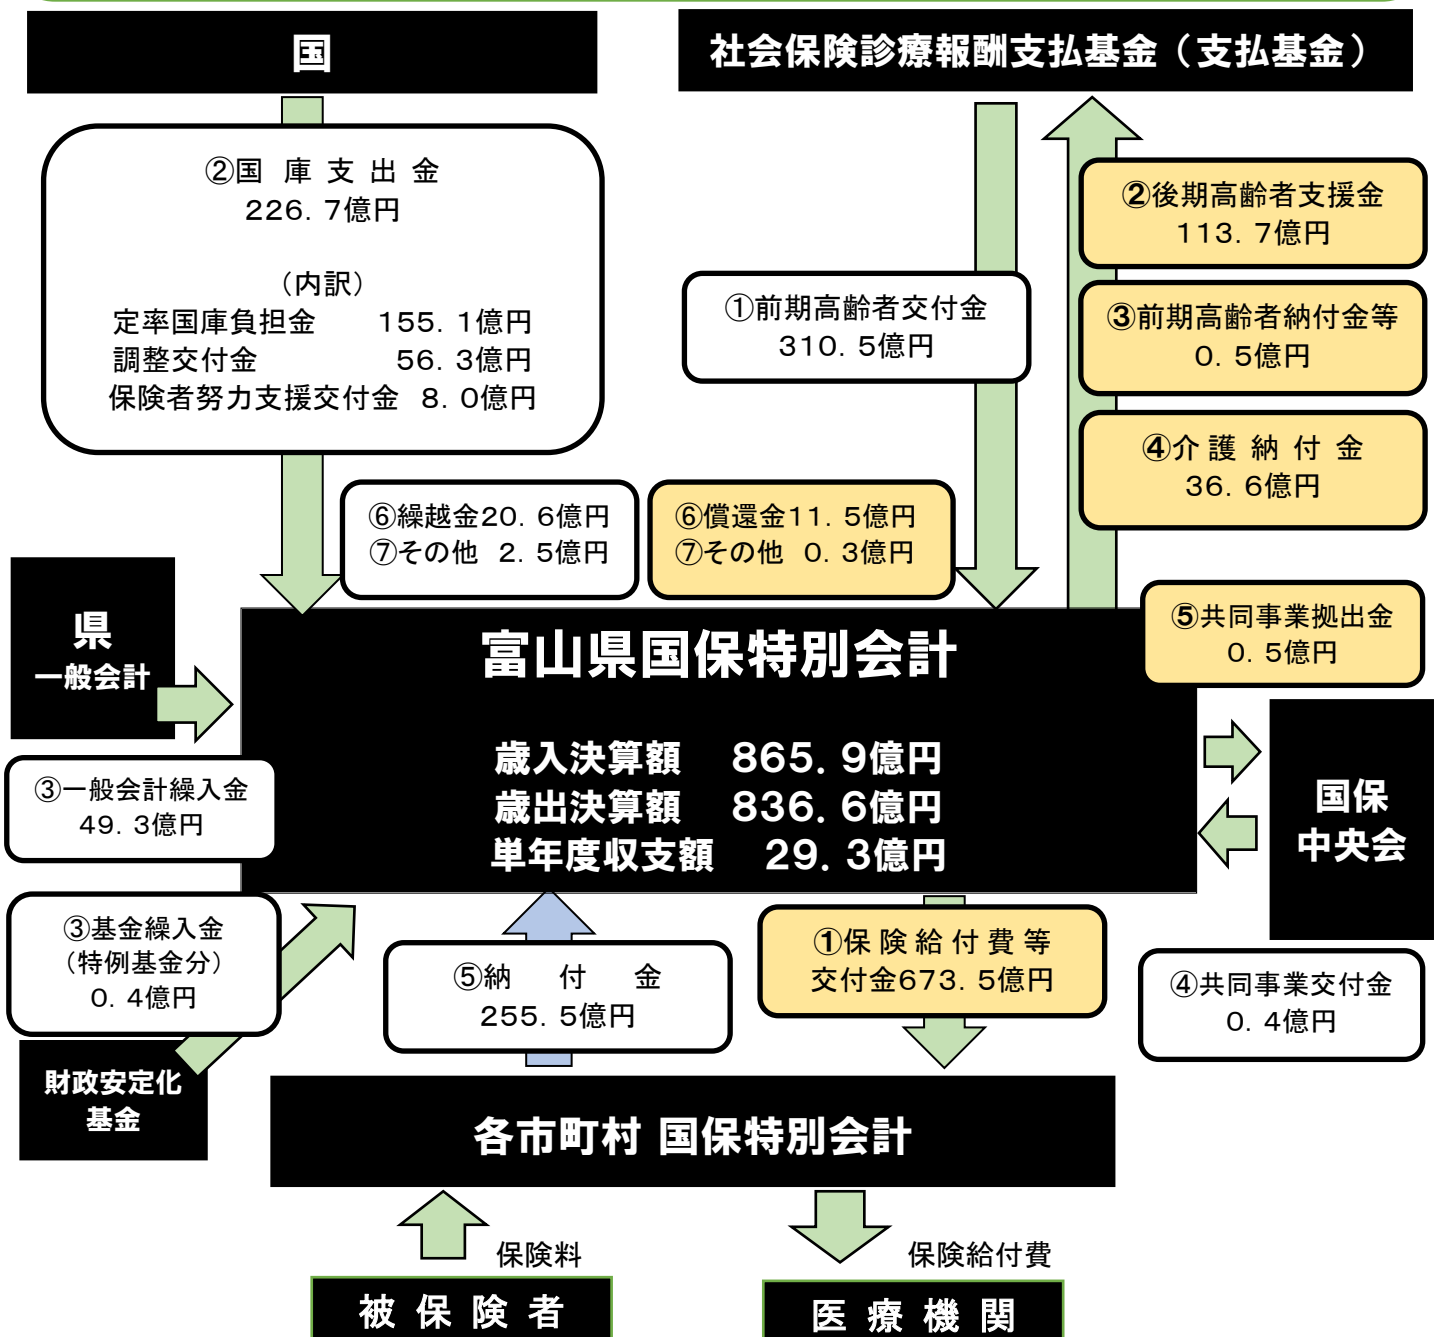 国
社会保険診療報酬支払基金（支払基金）
②国 庫 支 出 金
226. 7億円
（内訳）
定率国庫負担金 155. 1億円
調整交付金 56. 3億円
保険者努力支援交付金 8. 0億円
①前期高齢者交付金
310. 5億円
②後期高齢者支援金
113. 7億円
③前期高齢者納付金等
0. 5億円
④介 護 納 付 金
36. 6億円
⑥繰越金20. 6億円
⑦その他 2. 5億円
⑥償還金11. 5億円
⑦その他 0. 3億円
県
一般会計
富山県国保特別会計
歳入決算額 865. 9億円
歳出決算額 836. 6億円
単年度収支額 29. 3億円
⑤共同事業拠出金
0. 5億円
国保
中央会
③一般会計繰入金
49. 3億円
③基金繰入金
（特例基金分）
0. 4億円
⑤納 付 金
255. 5億円
①保 険 給 付 費 等
交付金673. 5億円
④共同事業交付金
0. 4億円
財政安定化
基金
各市町村 国保特別会計
保険料
保険給付費
被 保 険 者
医 療 機 関